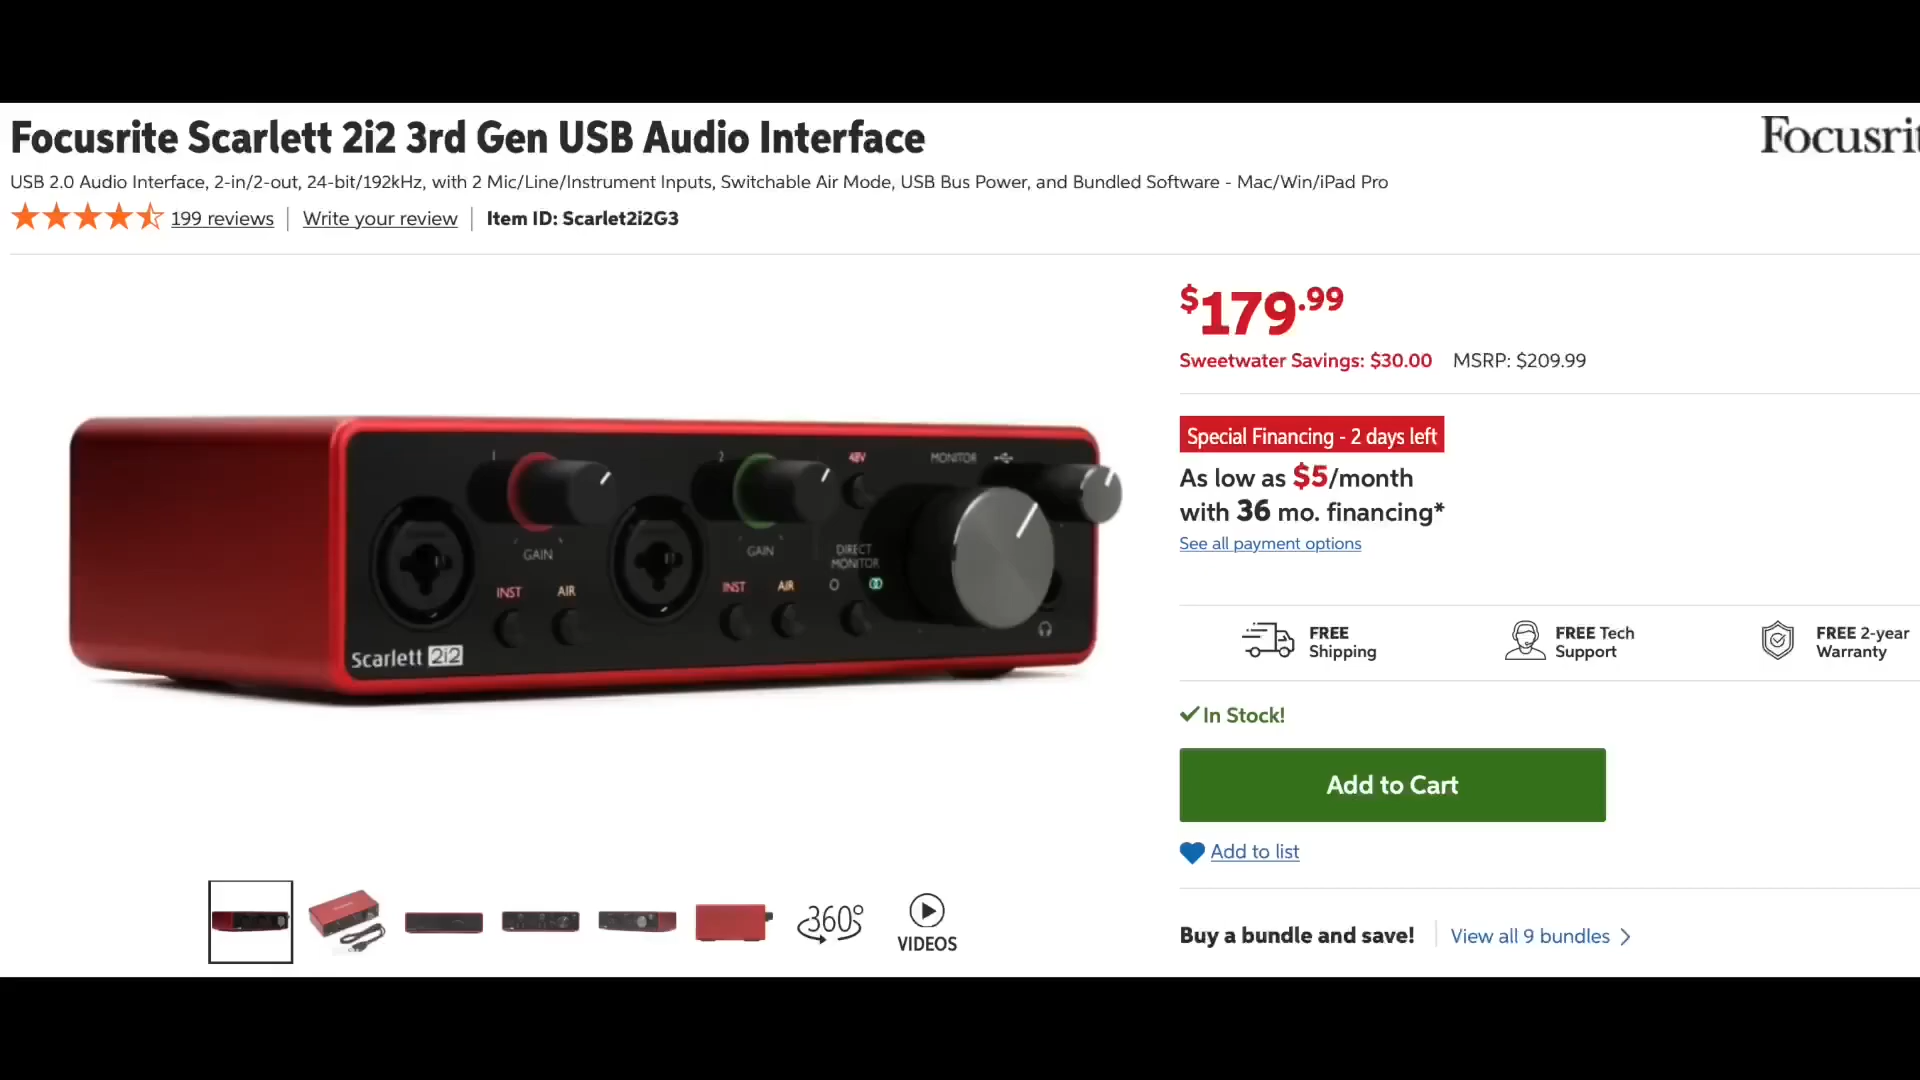 Focusrite Scarlett 2i2 3rd Gen USB Audio Interface
Focusrit
USB 2.0 Audio Interface, 2-in/2-out, 24-bit/192kHz, with 2 Mic/Line/Instrument Inputs, Switchable Air Mode, USB Bus Power, and Bundled Software - Mac/Win/iPad Pro
199 reviews | Write your review | Item ID: Scarlet2i2G3
$179.99
Sweetwater Savings: $30.00 MSRP: $209.99
Special Financing - 2 days left
As low as $5/month
with 36 mo. financing*
See all payment options
1
2
48V
MONITOR
GAIN
GAIN
DIRECT
MONITOR
INST AIR
INST AIR
Scarlett 2i2
FREE
Shipping
FREE Tech
Support
FREE 2-year
Warranty
In Stock!
Add to Cart
Add to list
360°
VIDEOS
Buy a bundle and save! | View all 9 bundles